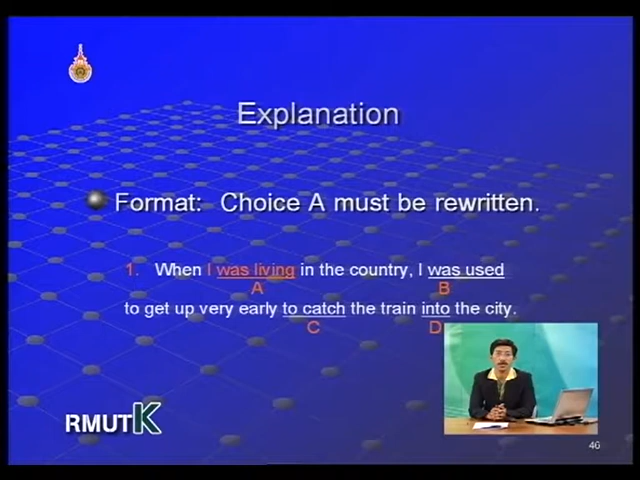 Explanation
Format: Choice A must be rewritten.
1. When I was living in the country, I was used
A B
to get up very early to catch the train into the city.
C D
RMUTK
46